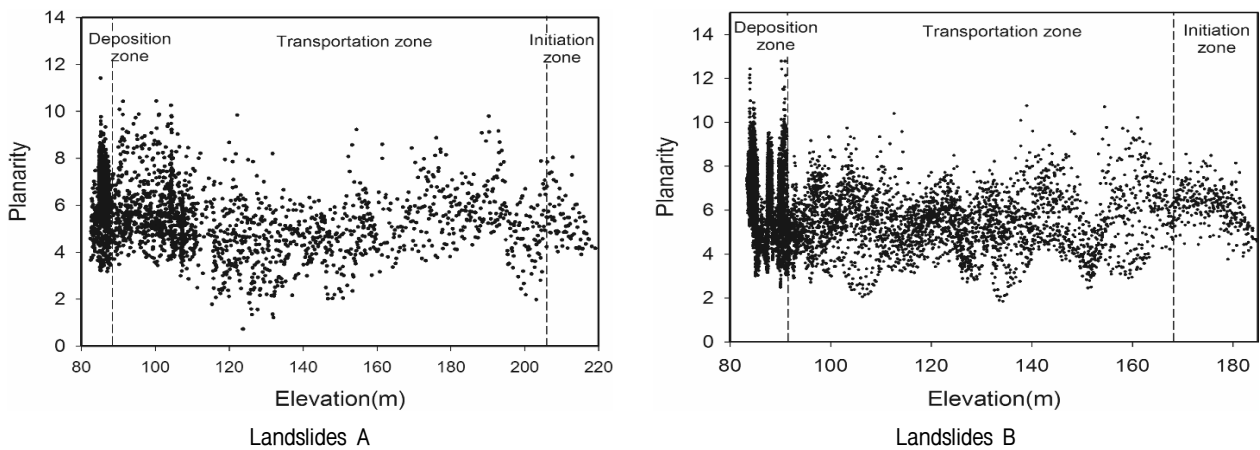 14
12
10
8
6
4
2
0
Planarity
Deposition
zone
Transportation zone
Initiation
zone
80 100 120 140 160 180 200 220
Elevation(m)
Landslides A
14
12
10
8
6
4
2
0
Planarity
Deposition
zone
Transportation zone
Initiation
zone
80 100 120 140 160 180
Elevation(m)
Landslides B